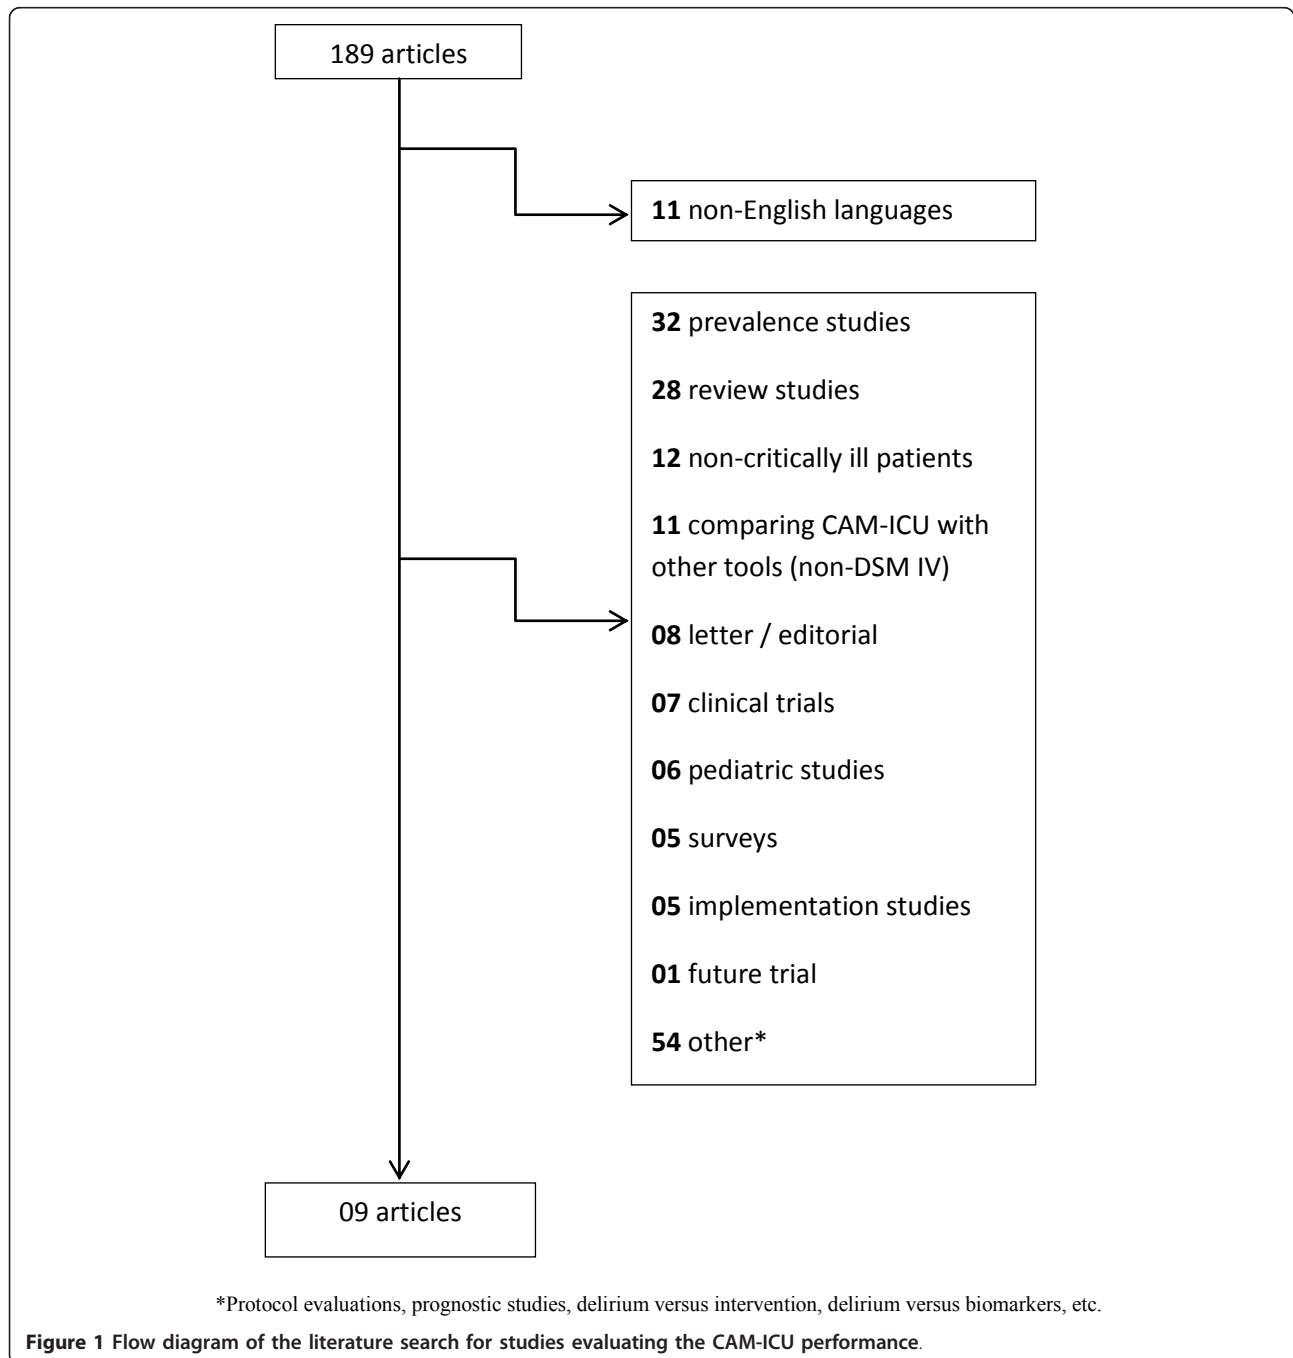 189 articles
11 non-English languages
32 prevalence studies
28 review studies
12 non-critically ill patients
11 comparing CAM-ICU with
other tools (non-DSM IV)
08 letter / editorial
07 clinical trials
06 pediatric studies
05 surveys
05 implementation studies
01 future trial
54 other*
09 articles
*Protocol evaluations, prognostic studies, delirium versus intervention, delirium versus biomarkers, etc.
Figure 1 Flow diagram of the literature search for studies evaluating the CAM-ICU performance.